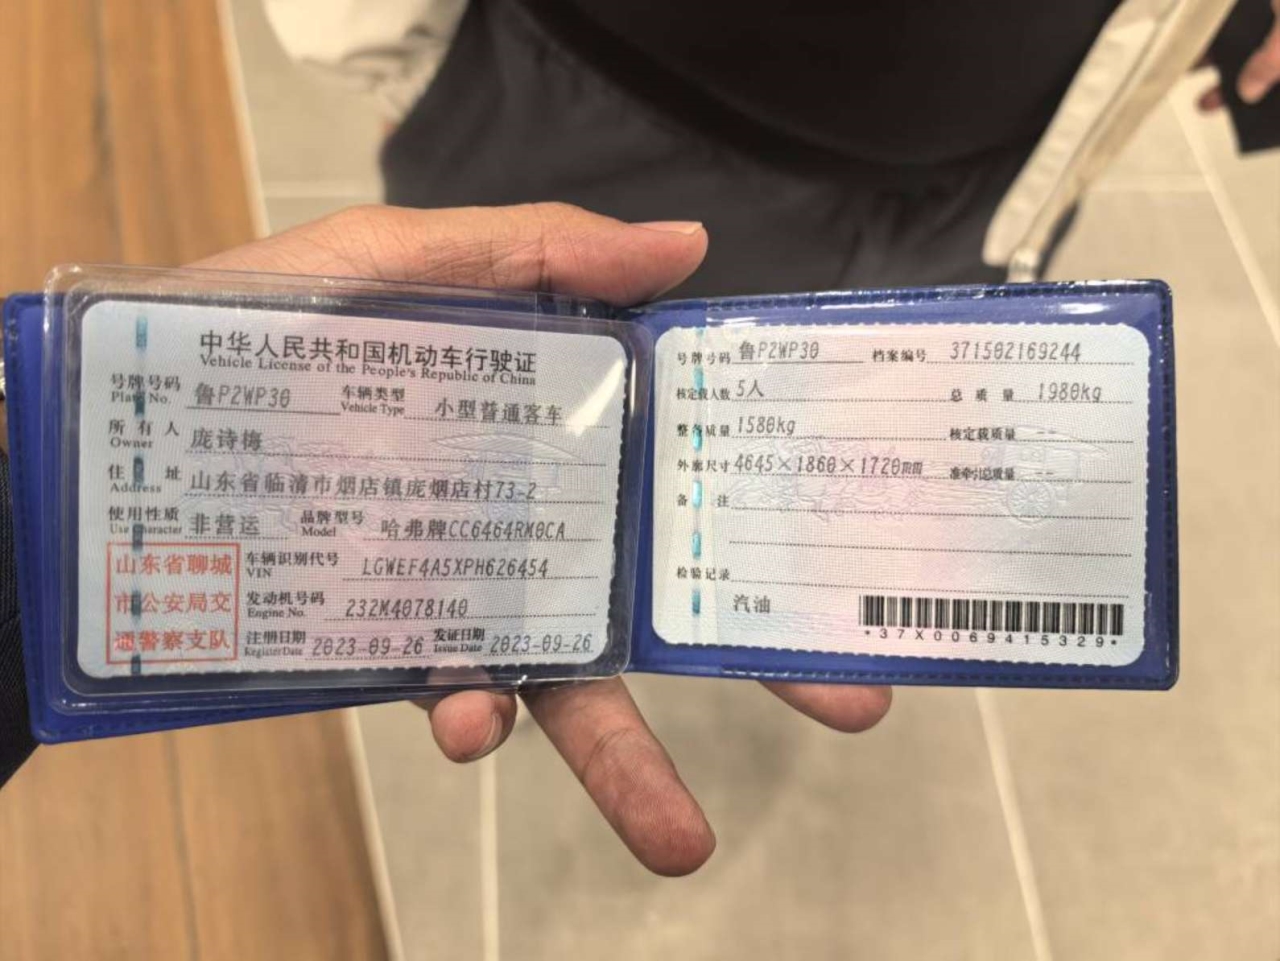 中华人民共和国机动车行驶证
Vehicle License of the People's Republic of China
号牌号码 鲁P2WP30 车辆类型 小型普通客车
Plate No. Vehicle Type
所有人 庞诗梅
Owner
住址 山东省临清市烟店镇庞烟店村73-2
Address
使用性质 非营运 品牌型号 哈弗牌CC6464RM0CA
Use Character Model
山东省聊城
市公安局交
通警察支队
车辆识别代号 LGWEF4A5XPH626454
VIN
发动机号码 232M4078140
Engine No.
注册日期 2023-09-26 发证日期 2023-09-26
Register Date Issue Date
号牌号码 鲁P2WP30 档案编号 371502169244
核定载人数 5人 总质量 1980kg
整备质量 1580kg 核定载质量 --
外廓尺寸 4645×1860×1720mm 准牵引总质量 --
备注
检验记录
汽油
*37X0069415329*